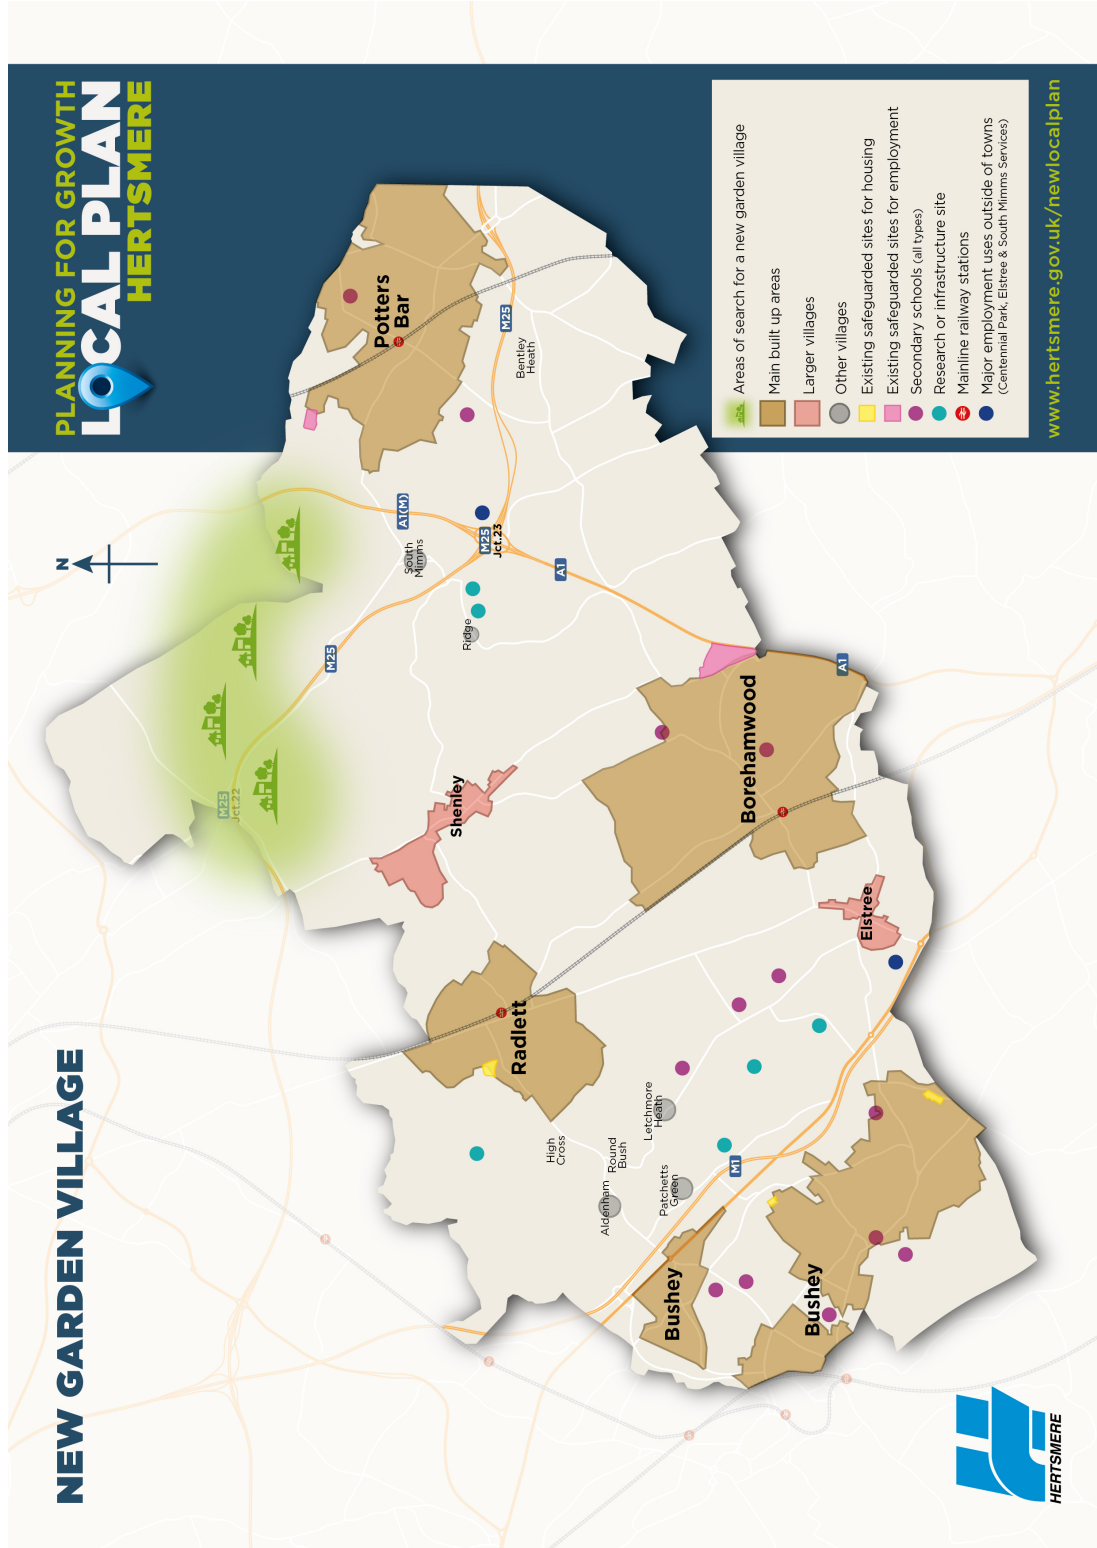 NEW GARDEN VILLAGE
PLANNING FOR GROWTH
LOCAL PLAN
HERTSMERE
N
M25
Jct.22
M25
A1(M)
South
Mimms
M25
Jct.23
Ridge
A1
Potters
Bar
M25
Bentley
Heath
Shenley
Radlett
High
Cross
Round
Bush
Aldenham
Letchmore
Heath
Patchetts
Green
M1
Borehamwood
A1
Elstree
Bushey
Bushey
Areas of search for a new garden village
Main built up areas
Larger villages
Other villages
Existing safeguarded sites for housing
Existing safeguarded sites for employment
Secondary schools (all types)
Research or infrastructure site
Mainline railway stations
Major employment uses outside of towns
(Centennial Park, Elstree & South Mimms Services)
HERTSMERE
www.hertsmere.gov.uk/newlocalplan